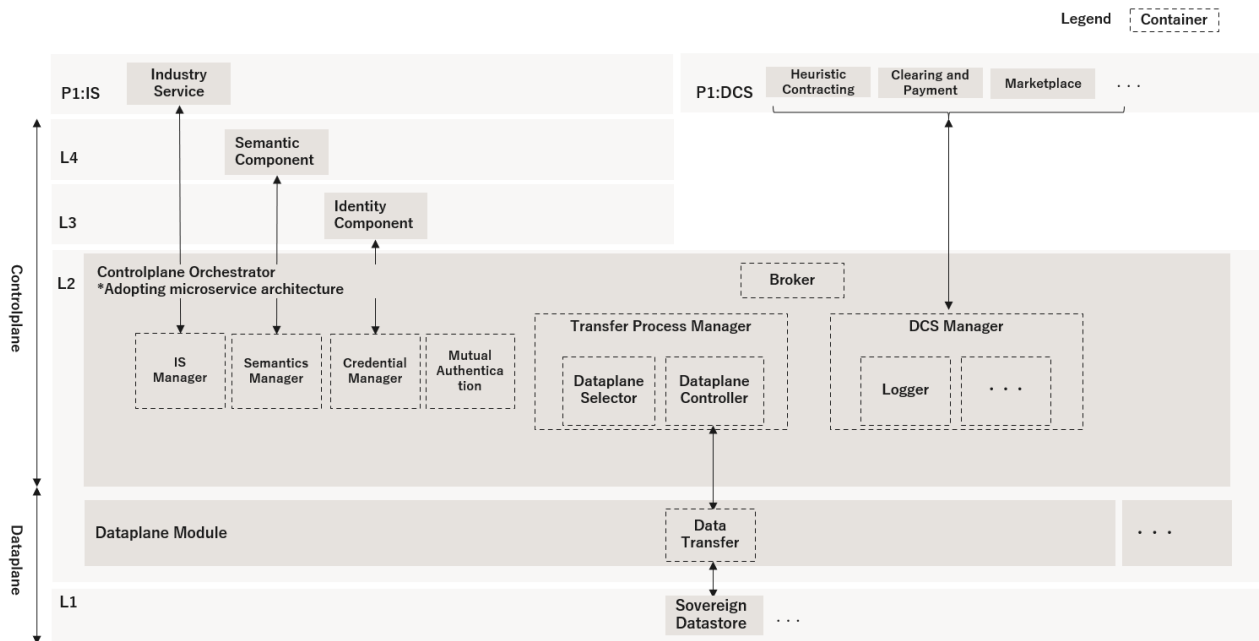 Legend
Container
P1:IS
Industry
Service
P1:DCS
Heuristic
Contracting
Clearing and
Payment
Marketplace
. . .
L4
Semantic
Component
L3
Identity
Component
Controlplane
L2
Controlplane Orchestrator
*Adopting microservice architecture
Broker
IS
Manager
Semantics
Manager
Credential
Manager
Mutual
Authentica
tion
Transfer Process Manager
Dataplane
Selector
Dataplane
Controller
DCS Manager
Logger
. . .
Dataplane
Dataplane Module
Data
Transfer
. . .
L1
Sovereign
Datastore
. . .